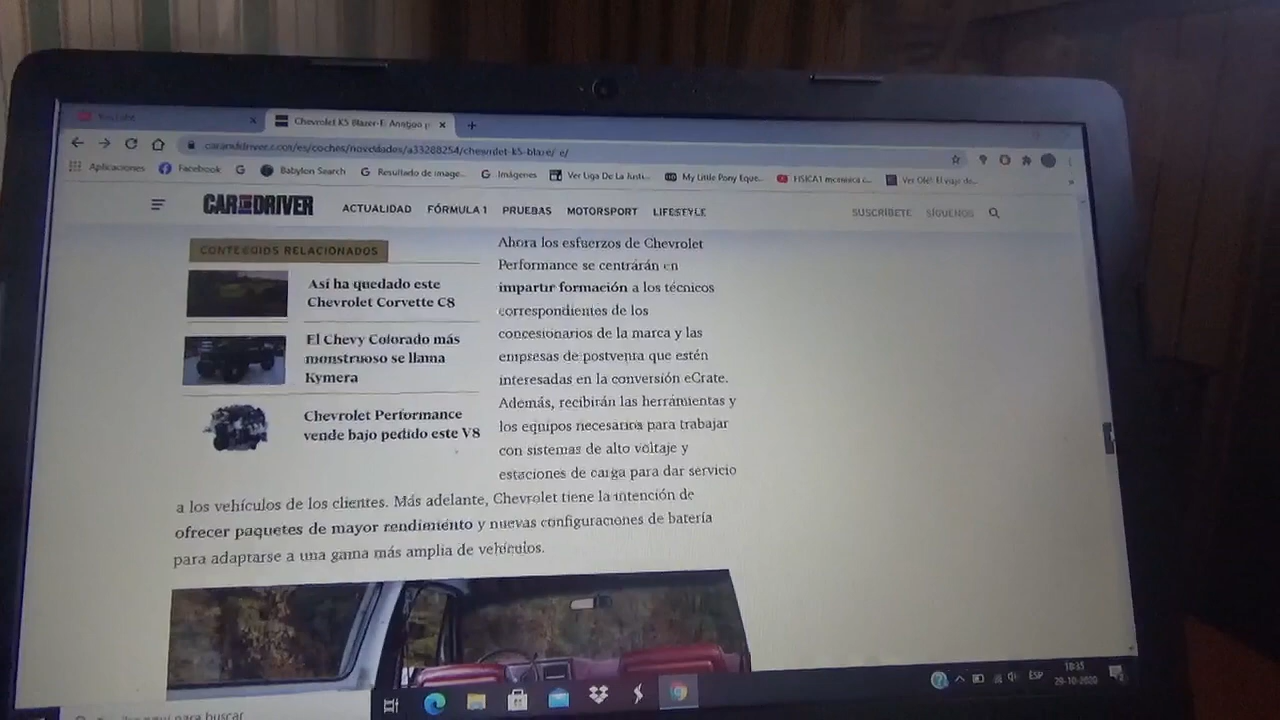 YouTube
Chevrolet K5 Blazer-E: Antiguo p
caranddriver.com/es/coches/novedades/a33288254/chevrolet-k5-blazer-e/
Aplicaciones
Facebook
Babylon Search
Resultado de image...
Imágenes
Ver Liga De La Justi...
My Little Pony Eque...
Ver Olé! El viaje de...
CAR AND DRIVER
ACTUALIDAD FÓRMULA 1 PRUEBAS MOTORSPORT LIFESTYLE
SUSCRÍBETE SÍGUENOS
CONTENIDOS RELACIONADOS
Así ha quedado este
Chevrolet Corvette C8
El Chevy Colorado más
monstruoso se llama
Kymera
Chevrolet Performance
vende bajo pedido este V8
Ahora los esfuerzos de Chevrolet
Performance se centrarán en
impartir formación a los técnicos
correspondientes de los
concesionarios de la marca y las
empresas de postventa que estén
interesadas en la conversión eCrate.
Además, recibirán las herramientas y
los equipos necesarios para trabajar
con sistemas de alto voltaje y
estaciones de carga para dar servicio
a los vehículos de los clientes. Más adelante, Chevrolet tiene la intención de
ofrecer paquetes de mayor rendimiento y nuevas configuraciones de batería
para adaptarse a una gama más amplia de vehículos.
aquí para buscar
ESP
10:35
29-10-2020